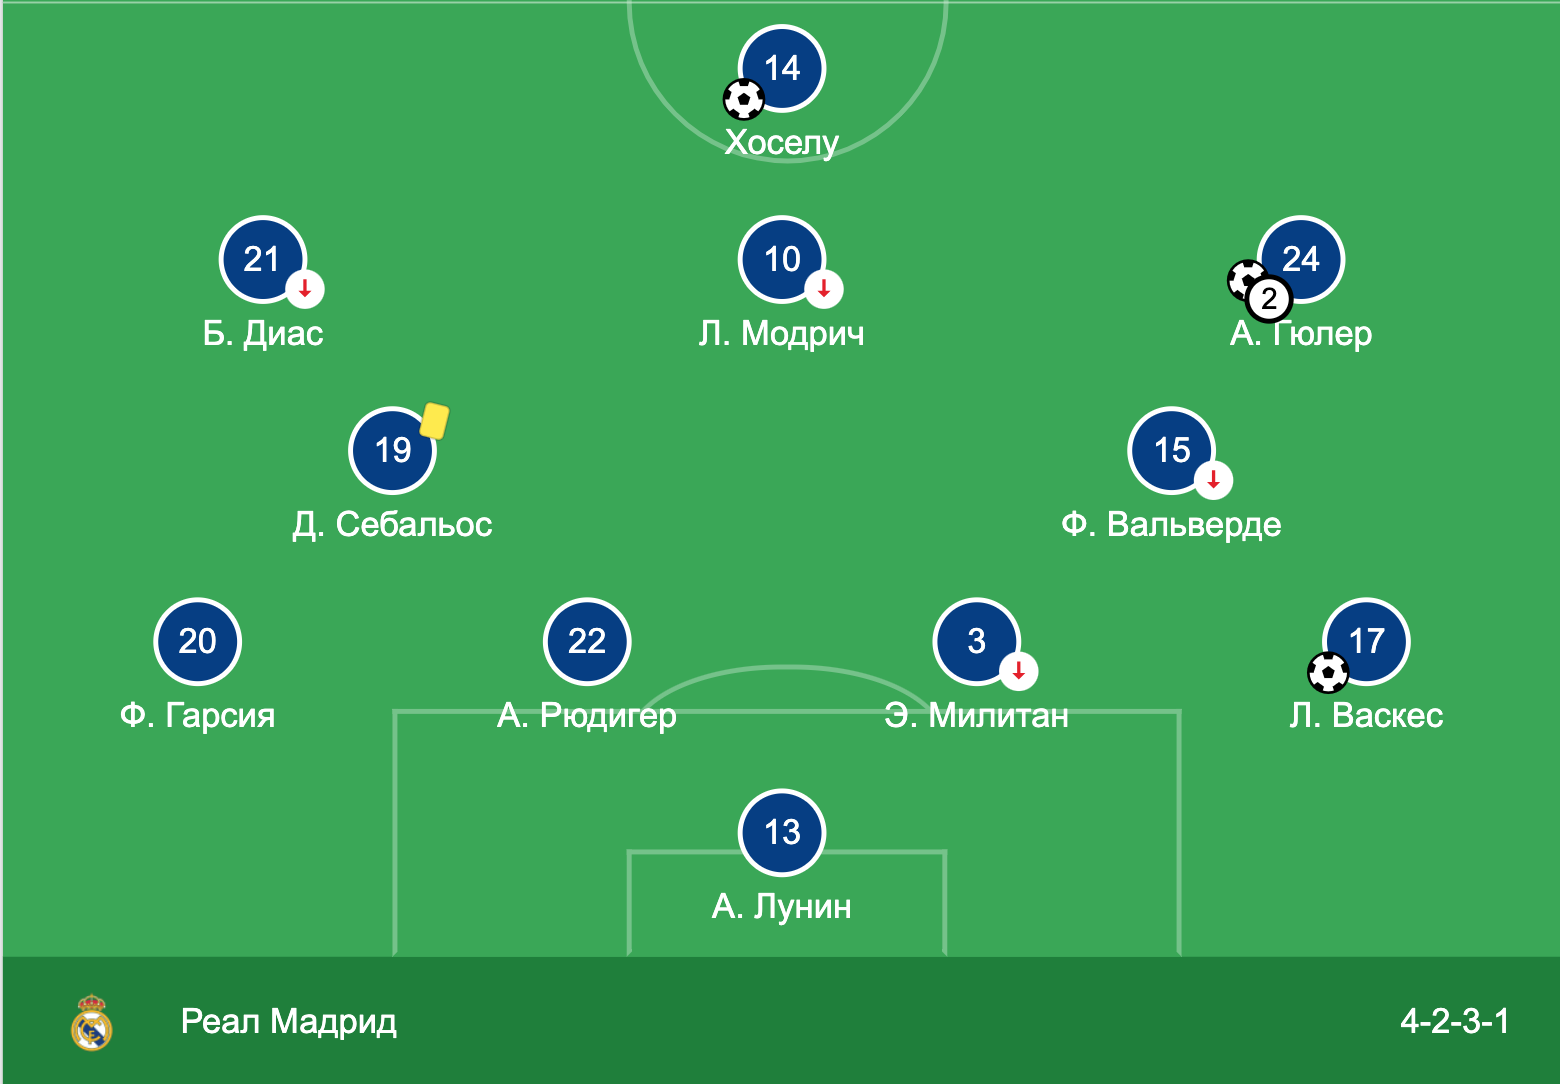 14
Хоселу
21
10
24
2
Б. Диас
Л. Модрич
А. Гюлер
19
15
Д. Себальос
Ф. Вальверде
20
22
3
17
Ф. Гарсия
А. Рюдигер
Э. Милитан
Л. Васкес
13
А. Лунин
Реал Мадрид
4-2-3-1